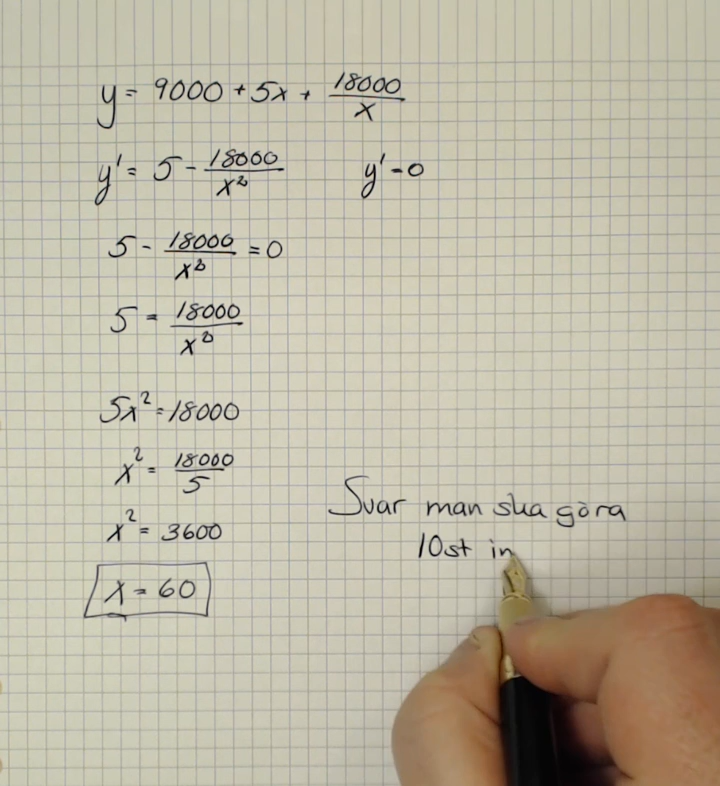 y = 9000 + 5x + 18000/x
y' = 5 - 18000/x² y' = 0
5 - 18000/x² = 0
5 = 18000/x²
5x² = 18000
x² = 18000/5
x² = 3600
x = 60
Svar man ska göra
10st in